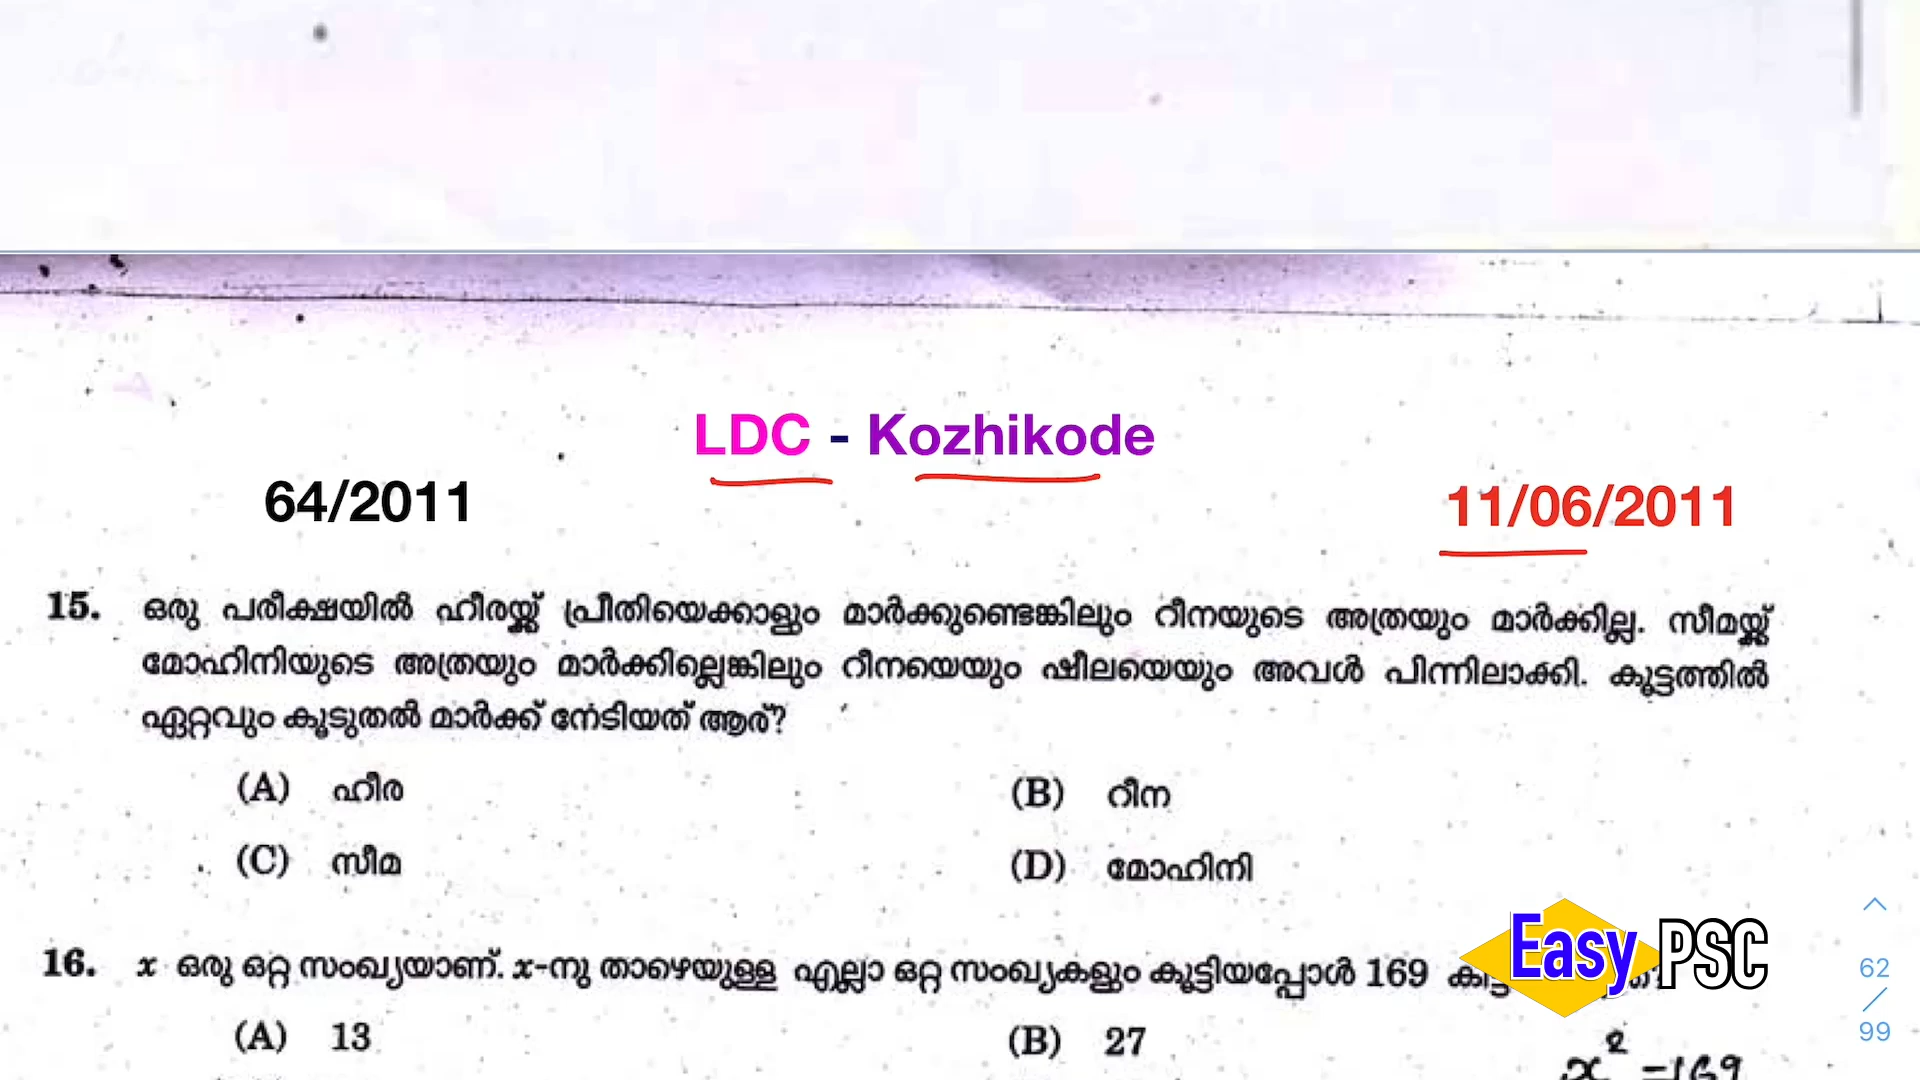 LDC - Kozhikode
64/2011
11/06/2011
15. ഒരു പരീക്ഷയിൽ ഹീരയ്ക്ക് പ്രീതിയെക്കാളും മാർക്കുണ്ടെങ്കിലും റീനയുടെ അത്രയും മാർക്കില്ല. സീമയ്ക്ക്
മോഹിനിയുടെ അത്രയും മാർക്കില്ലെങ്കിലും റീനയെയും ഷീലയെയും അവൾ പിന്നിലാക്കി. കൂട്ടത്തിൽ
ഏറ്റവും കൂടുതൽ മാർക്ക് നേടിയത് ആര്?
(A) ഹീര
(B) റീന
(C) സീമ
(D) മോഹിനി
16. x ഒരു ഒറ്റ സംഖ്യയാണ്. x-നു താഴെയുള്ള എല്ലാ ഒറ്റ സംഖ്യകളും കൂട്ടിയപ്പോൾ 169
Easy PSC
(A) 13
(B) 27
x² = 169
62
/
99